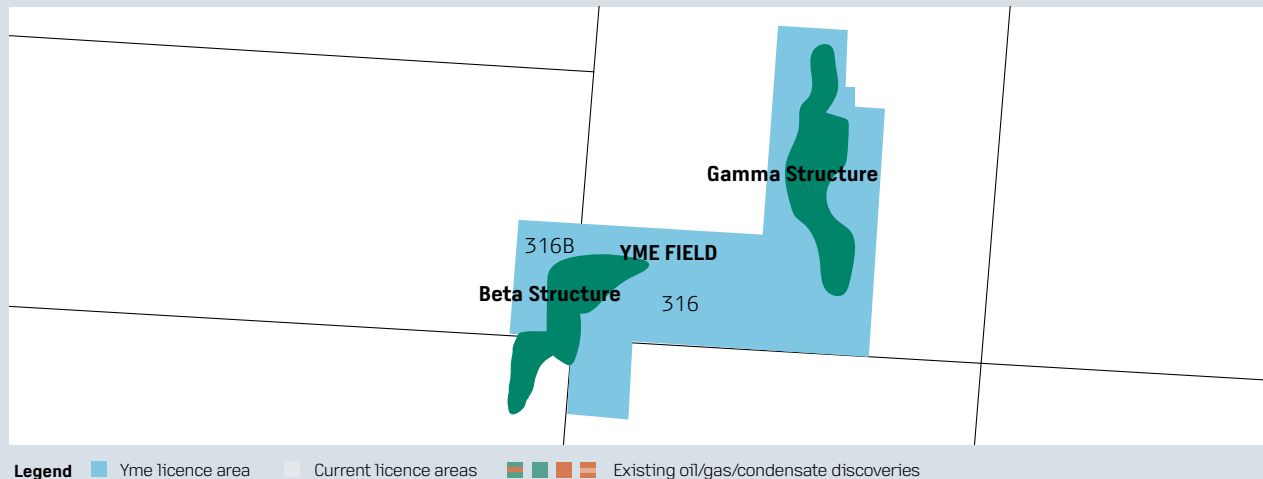 Gamma Structure
316B
YME FIELD
Beta Structure
316
Legend Yme licence area Current licence areas Existing oil/gas/condensate discoveries